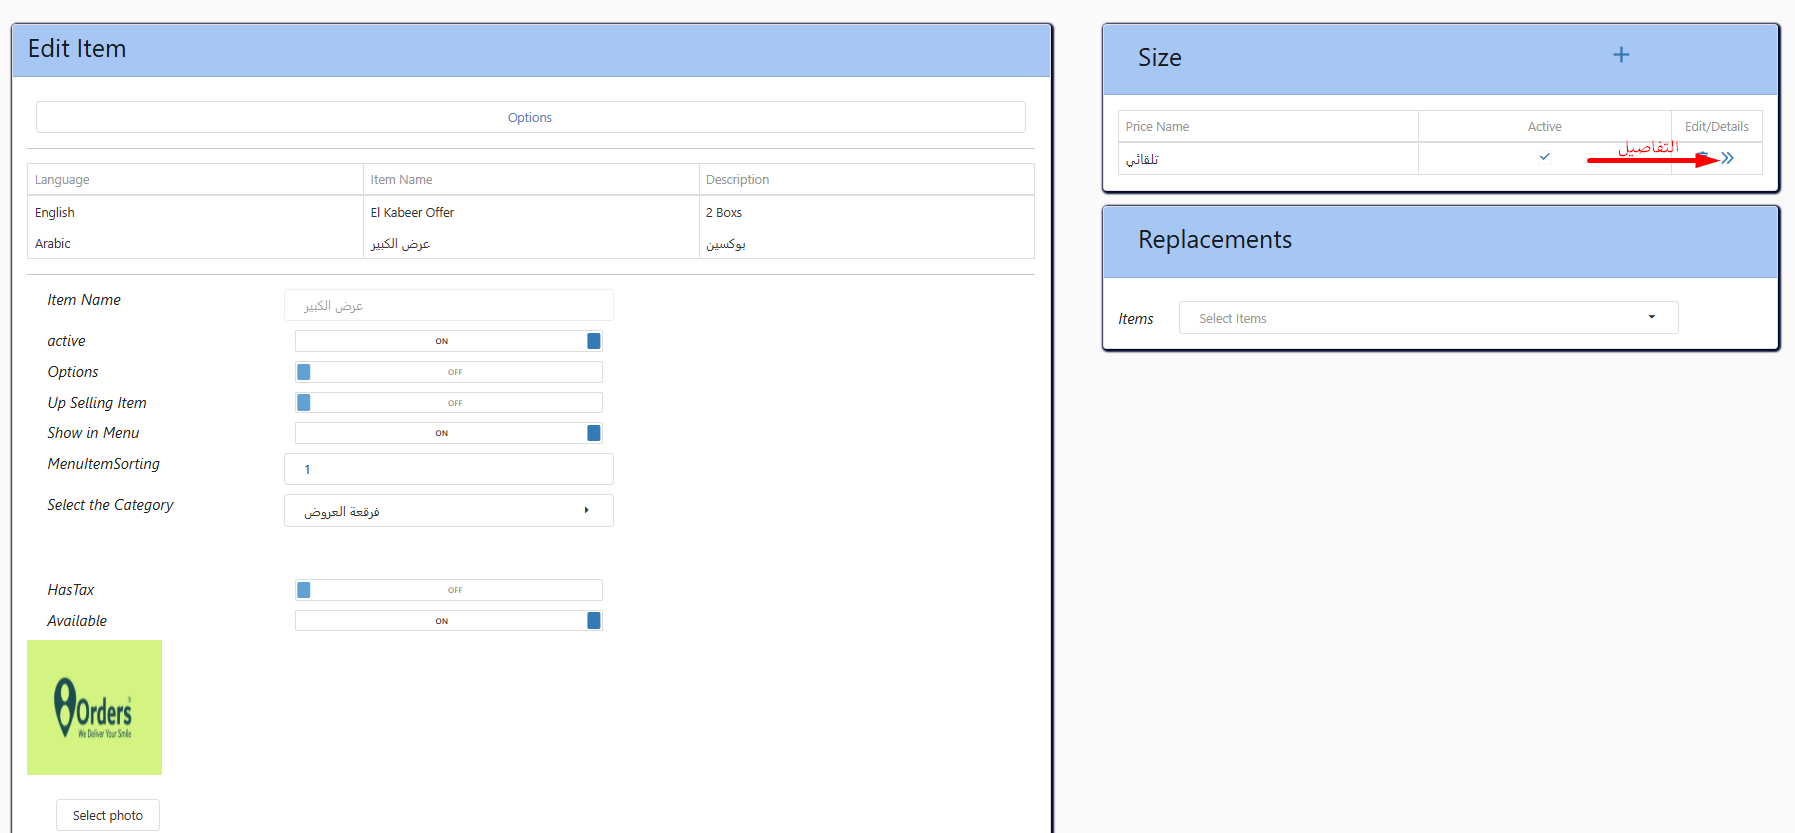 Edit Item
Options
Language Item Name Description
English El Kabeer Offer 2 Boxs
Arabic عرض الكبير بوكسين
Item Name عرض الكبير
active ON
Options OFF
Up Selling Item OFF
Show in Menu ON
MenuItemSorting 1
Select the Category فرقعة العروض
HasTax OFF
Available ON
8Orders
We Deliver Your Smile
Select photo
Size +
Price Name Active Edit/Details
تلقائي
التفاصيل
Replacements
Items Select Items